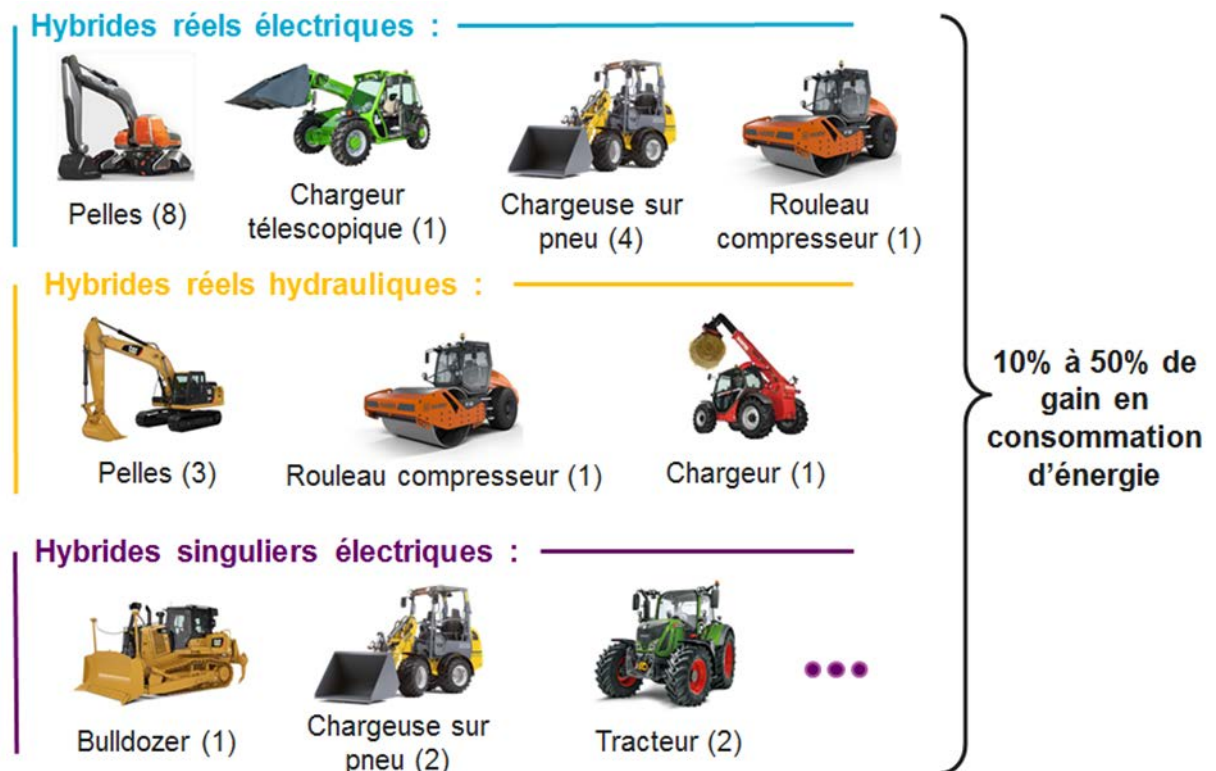 Hybrides réels électriques :
Pelles (8)
Chargeur
télescopique (1)
Chargeuse sur
pneu (4)
Rouleau
compresseur (1)
Hybrides réels hydrauliques :
Pelles (3)
Rouleau compresseur (1)
Chargeur (1)
Hybrides singuliers électriques :
Bulldozer (1)
Chargeuse sur
pneu (2)
Tracteur (2)
10% à 50% de
gain en
consommation
d’énergie